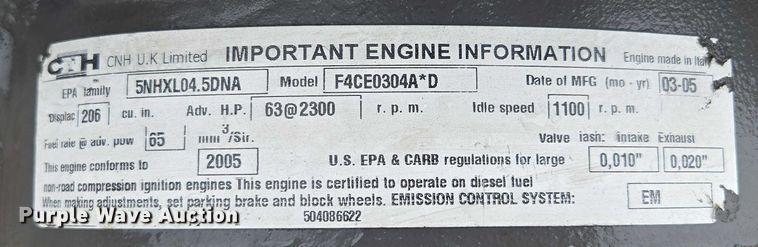 CNH CNH U.K Limited IMPORTANT ENGINE INFORMATION Engine made in Italy
EPA family 5NHXL04.5DNA Model F4CE0304A*D Date of MFG (mo - yr) 03-05
Displac 206 cu. in. Adv. H.P. 63@2300 r. p. m. Idle speed 1100 r. p. m.
Fuel rate @ adv. pow 65 mm³/Str. Valve lash: intake Exhaust
This engine conforms to 2005 U.S. EPA & CARB regulations for large 0,010" 0,020"
non-road compression ignition engines This engine is certified to operate on diesel fuel
When making adjustments, set parking brake and block wheels. EMISSION CONTROL SYSTEM: EM
504086622
Purple Wave Auction